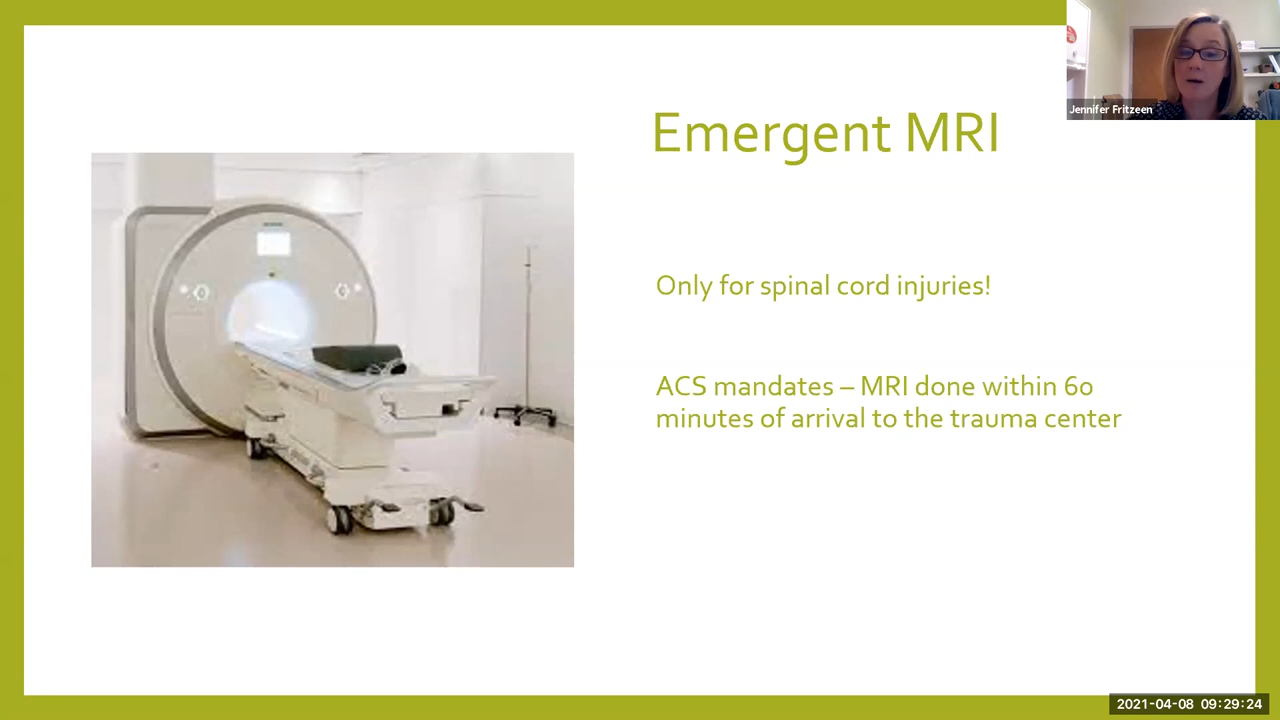 Jennifer Fritzeen
Emergent MRI
Only for spinal cord injuries!
ACS mandates – MRI done within 60
minutes of arrival to the trauma center
2021-04-08 09:29:24